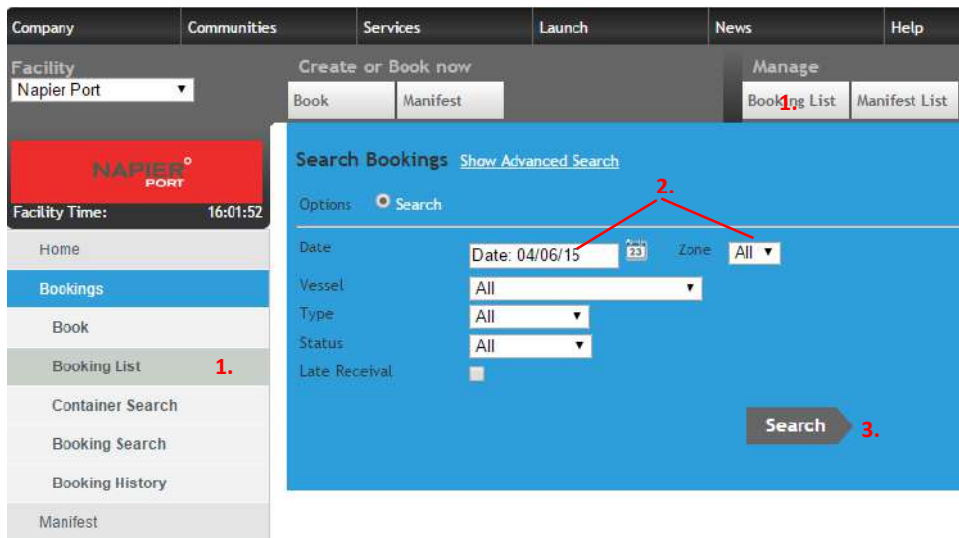 Company Communities Services Launch News Help
Facility Create or Book now Manage
Napier Port
Book Manifest Booking List 1. Manifest List
NAPIER
PORT
Facility Time: 16:01:52
Search Bookings Show Advanced Search
2.
Options Search
Date Date: 04/06/15 23 Zone All
Vessel All
Type All
Status All
Late Receival
Search 3.
Home
Bookings
Book
Booking List 1.
Container Search
Booking Search
Booking History
Manifest